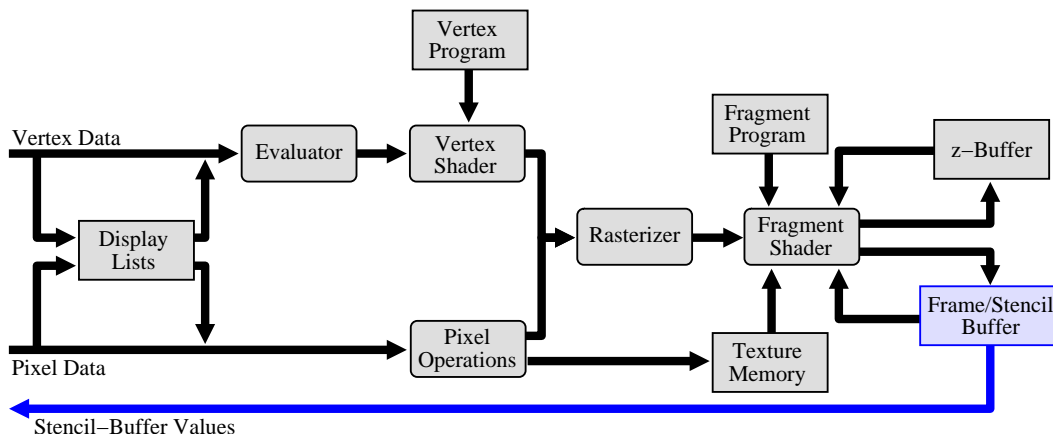 Vertex
Program
Vertex Data
Evaluator
Vertex
Shader
Fragment
Program
z−Buffer
Display
Lists
Rasterizer
Fragment
Shader
Frame/Stencil
Buffer
Pixel Data
Pixel
Operations
Texture
Memory
Stencil−Buffer Values